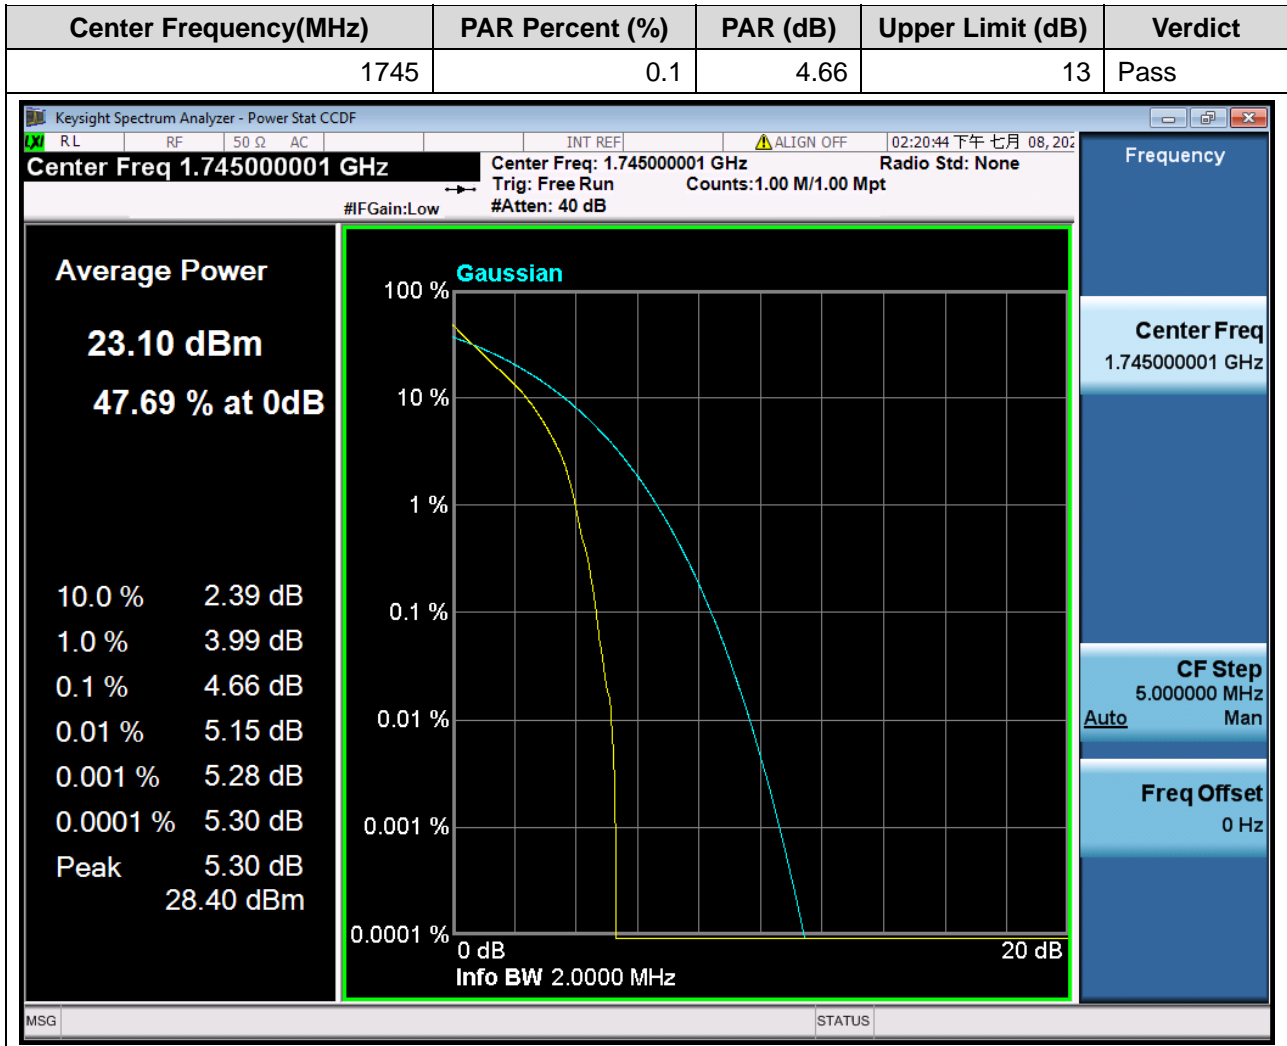 Center Frequency(MHz) PAR Percent (%) PAR (dB) Upper Limit (dB) Verdict
1745 0.1 4.66 13 Pass
Keysight Spectrum Analyzer - Power Stat CCDF
LXI RL RF 50 Ω AC INT REF ALIGN OFF 02:20:44 下午 七月 08, 202
Center Freq 1.745000001 GHz
Center Freq: 1.745000001 GHz Radio Std: None
Trig: Free Run Counts:1.00 M/1.00 Mpt
#IFGain:Low #Atten: 40 dB
Frequency
Average Power
23.10 dBm
47.69 % at 0dB
10.0 % 2.39 dB
1.0 % 3.99 dB
0.1 % 4.66 dB
0.01 % 5.15 dB
0.001 % 5.28 dB
0.0001 % 5.30 dB
Peak 5.30 dB
28.40 dBm
Gaussian
100 %
10 %
1 %
0.1 %
0.01 %
0.001 %
0.0001 %
0 dB 20 dB
Info BW 2.0000 MHz
Center Freq
1.745000001 GHz
CF Step
5.000000 MHz
Auto Man
Freq Offset
0 Hz
MSG STATUS